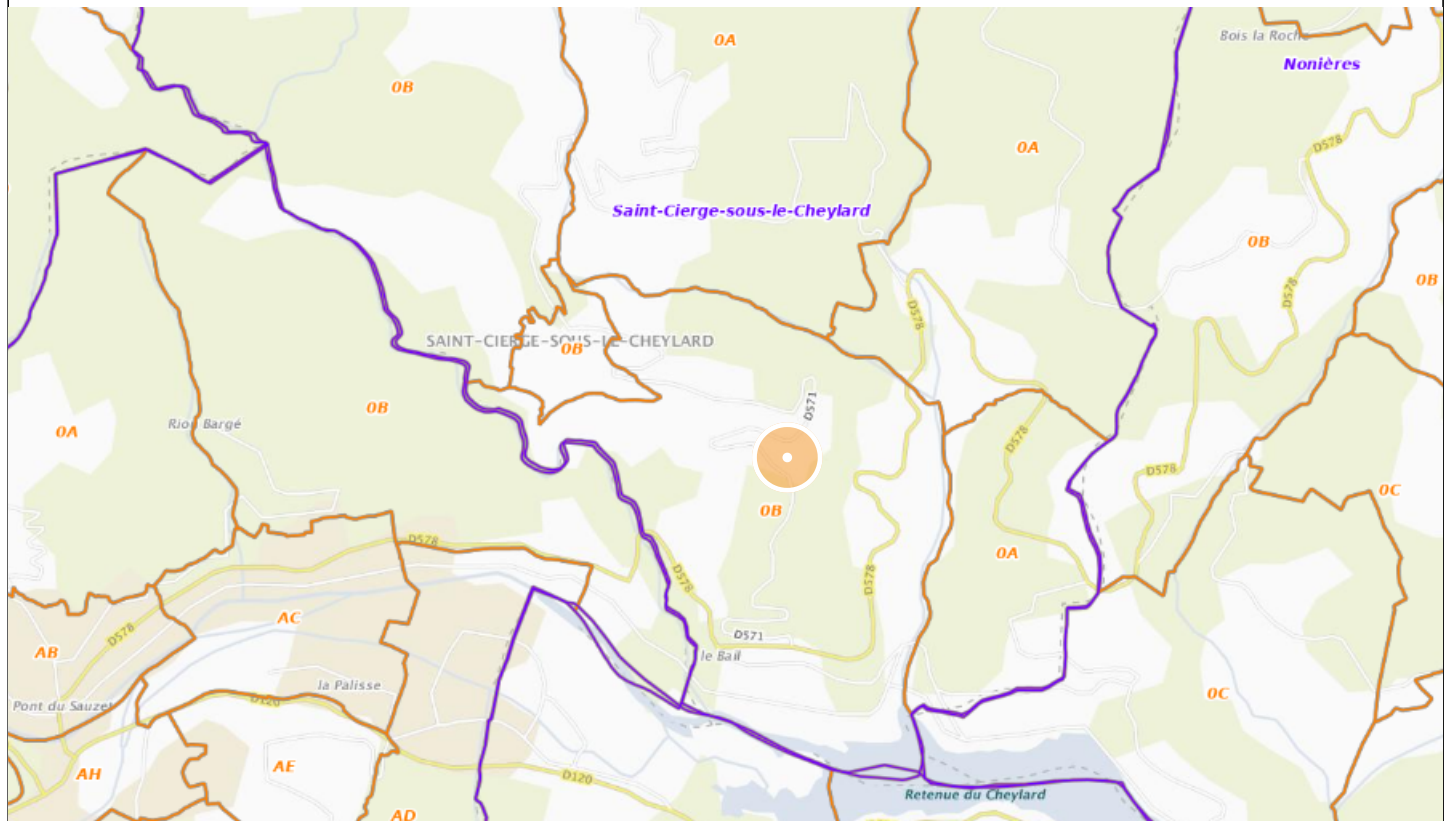 0A
Bois la Roche
Nonières
0B
D578
0A
Saint-Cierge-sous-le-Cheylard
0B
0B
D578
D578
SAINT-CIERGE-SOUS-LE-CHEYLARD
0B
0B
D571
Riou Bargé
0A
D578
D578
0C
0B
D578
0A
D578
D578
AC
D571
AB
D578
le Bail
la Palisse
0C
Pont du Sauzet
D120
AH
AE
D120
Retenue du Cheylard
AD